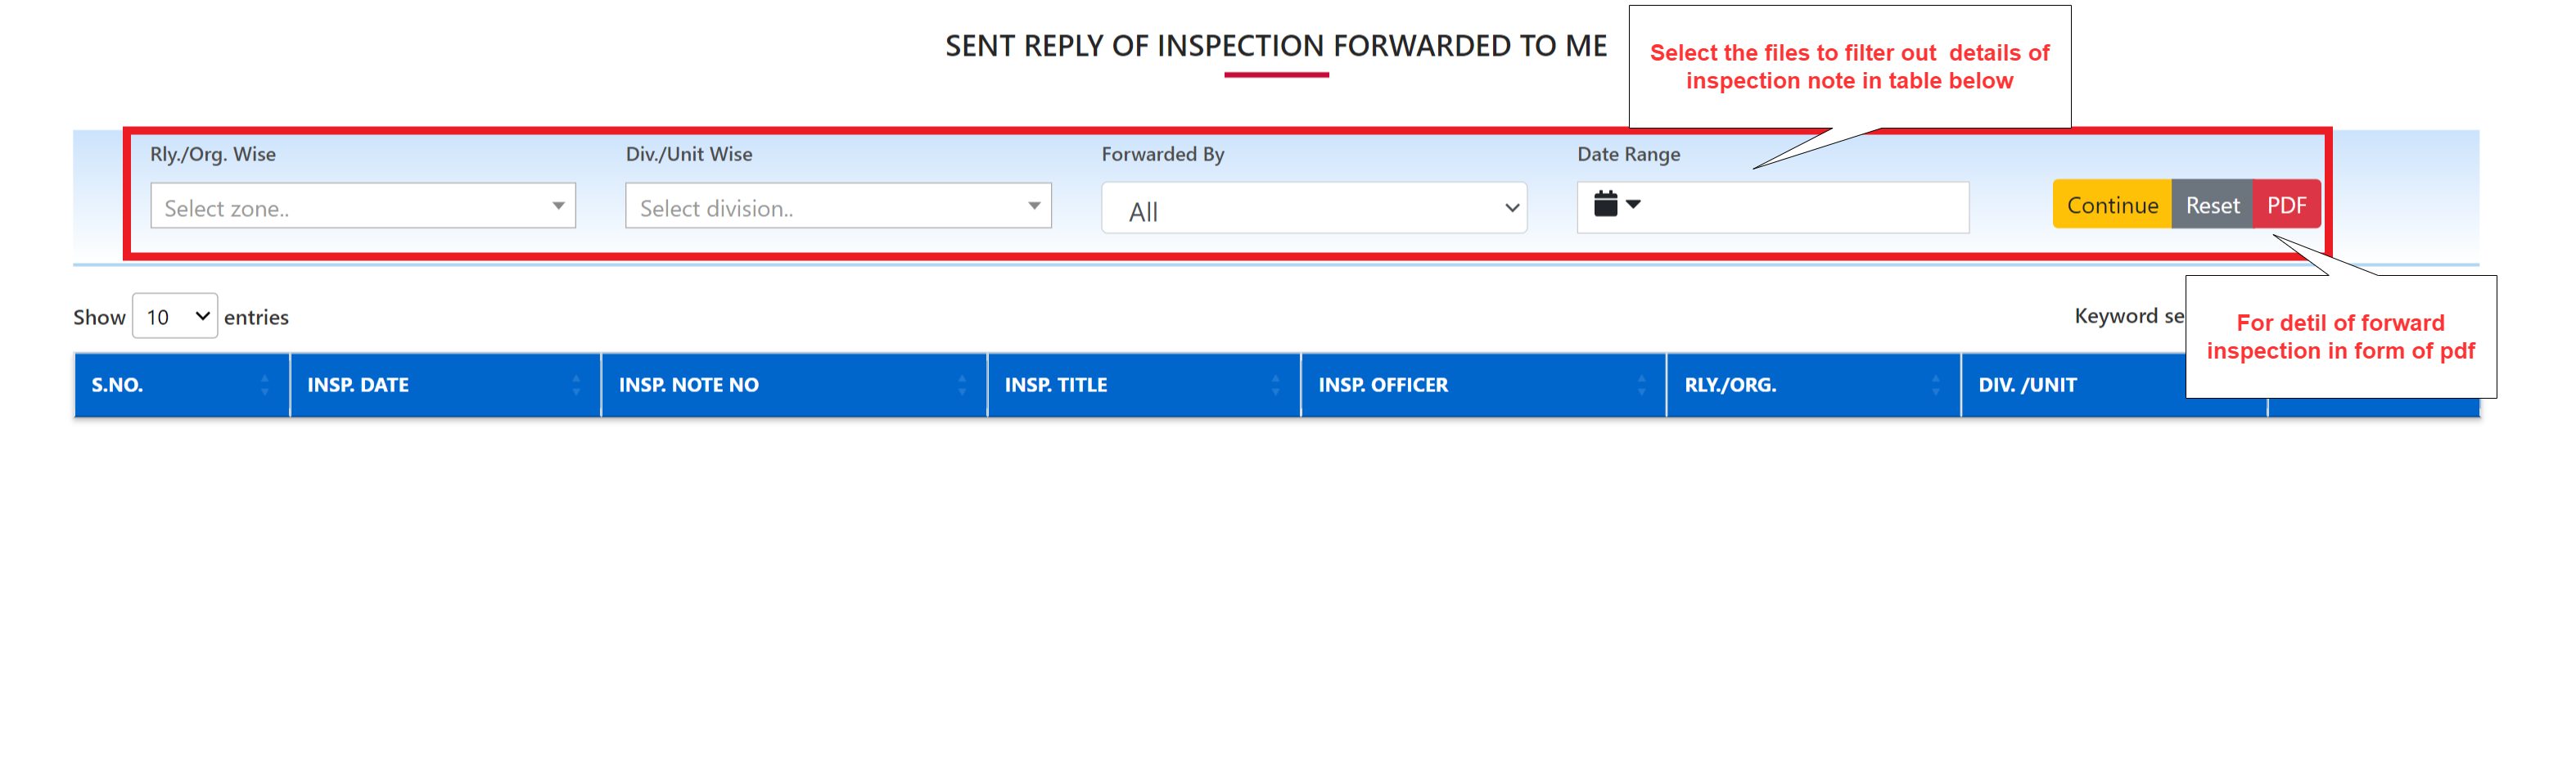 SENT REPLY OF INSPECTION FORWARDED TO ME
Select the files to filter out details of
inspection note in table below
Rly./Org. Wise
Div./Unit Wise
Forwarded By
Date Range
Select zone..
Select division..
All
Continue
Reset
PDF
Show 10 entries
Keyword se
For detil of forward
inspection in form of pdf
S.NO.
INSP. DATE
INSP. NOTE NO
INSP. TITLE
INSP. OFFICER
RLY./ORG.
DIV. /UNIT